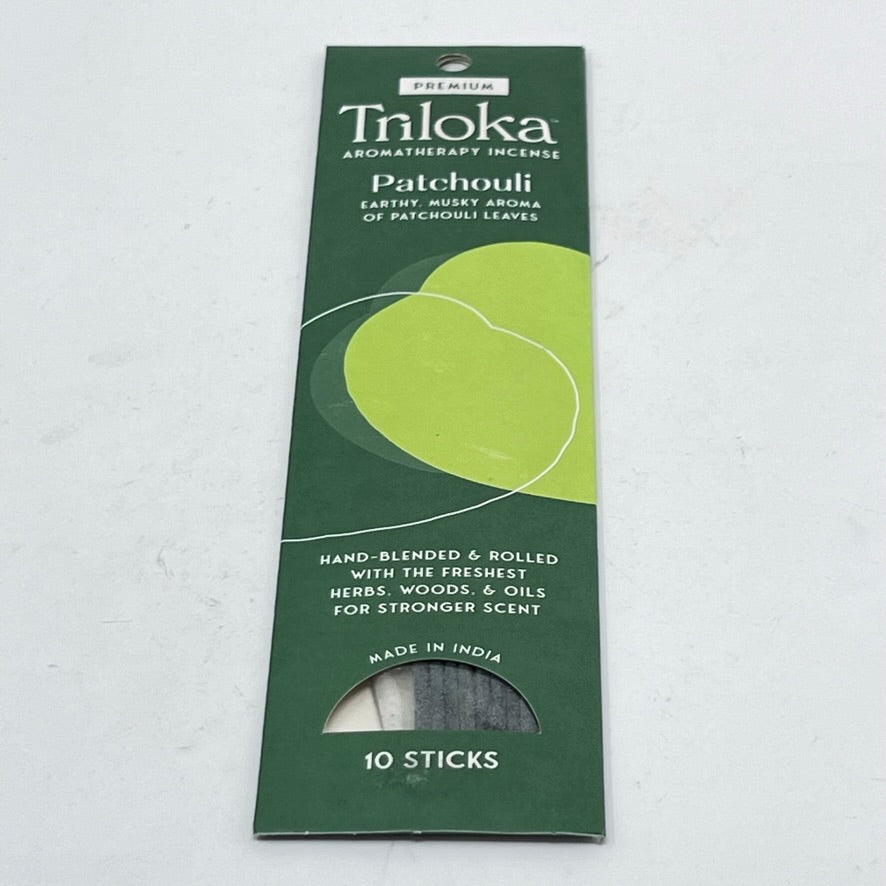 PREMIUM
Triloka™
AROMATHERAPY INCENSE
Patchouli
EARTHY, MUSKY AROMA
OF PATCHOULI LEAVES
HAND-BLENDED & ROLLED
WITH THE FRESHEST
HERBS, WOODS, & OILS
FOR STRONGER SCENT
MADE IN INDIA
10 STICKS